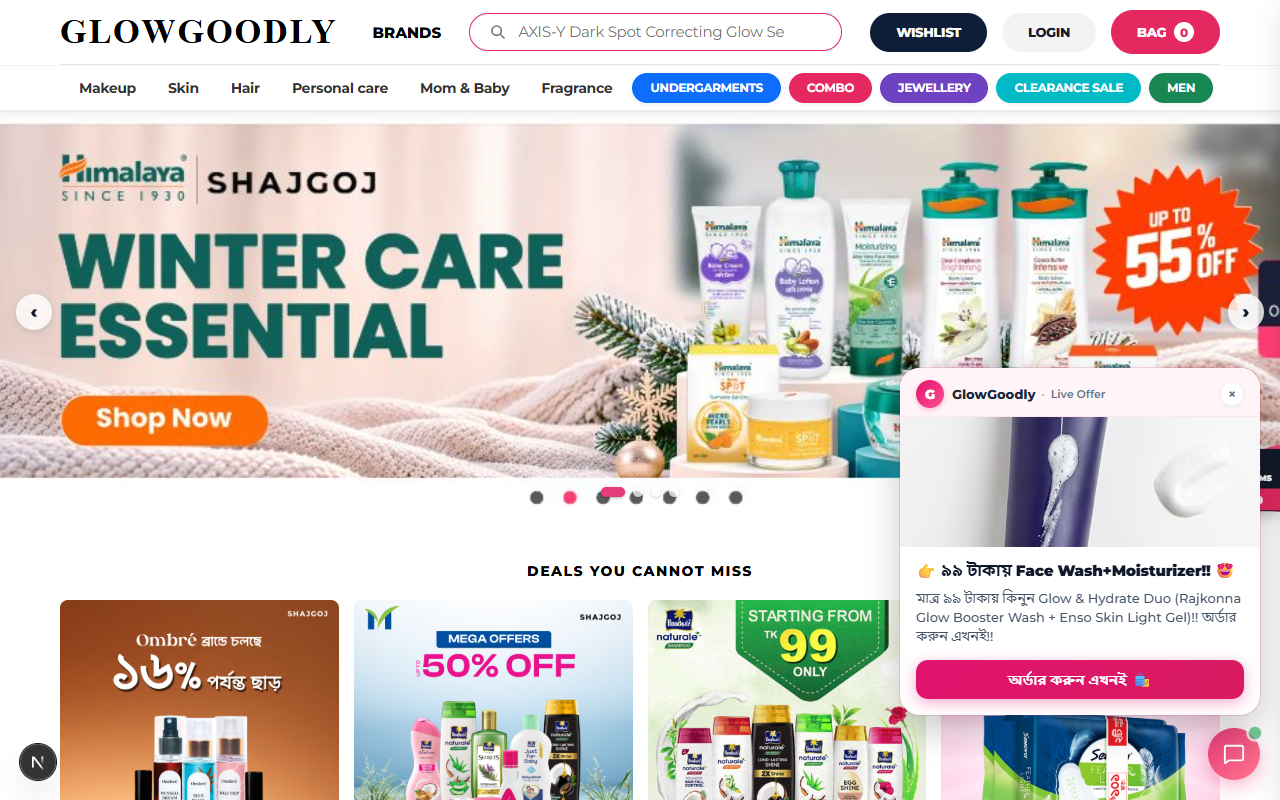 GLOWGOODLY
BRANDS
AXIS-Y Dark Spot Correcting Glow Se
WISHLIST
LOGIN
BAG 0
Makeup
Skin
Hair
Personal care
Mom & Baby
Fragrance
UNDERGARMENTS
COMBO
JEWELLERY
CLEARANCE SALE
MEN
Himalaya
SINCE 1930
SHAJGOJ
WINTER CARE
ESSENTIAL
Shop Now
UP TO
55% OFF
GlowGoodly · Live Offer
👉 ৯৯ টাকায় Face Wash+Moisturizer!! 😍
মাত্র ৯৯ টাকায় কিনুন Glow & Hydrate Duo (Rajkonna
Glow Booster Wash + Enso Skin Light Gel)!! অর্ডার
করুন এখনই!!
অর্ডার করুন এখনই 🛍️
DEALS YOU CANNOT MISS
SHAJGOJ
Ombré ব্রান্ডে চলছে
১৬% পর্যন্ত ছাড়
SHAJGOJ
MEGA OFFERS
UPTO 50% OFF
Parachute
naturale
SHAMPOO
STARTING FROM
TK 99
ONLY
N